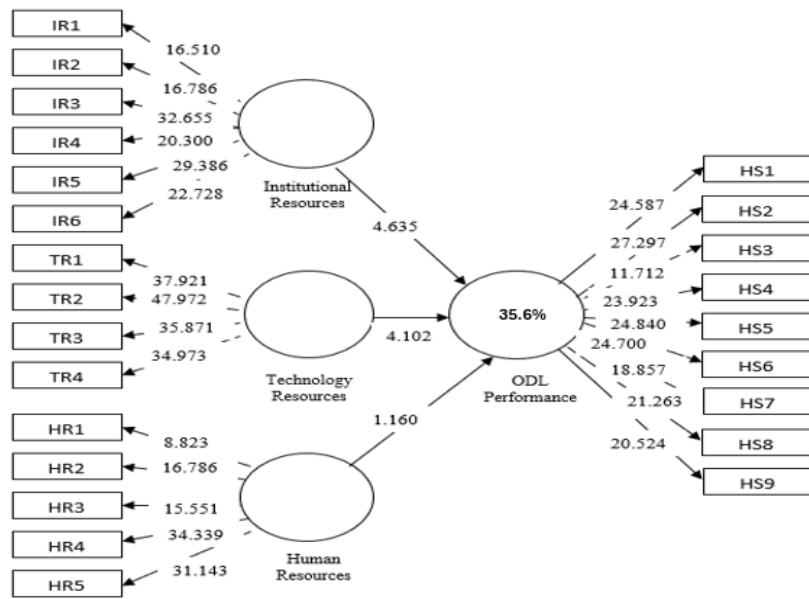 IR1
IR2
IR3
IR4
IR5
IR6
16.510
16.786
32.655
20.300
29.386
22.728
Institutional
Resources
4.635
TR1
TR2
TR3
TR4
37.921
47.972
35.871
34.973
Technology
Resources
4.102
HR1
HR2
HR3
HR4
HR5
8.823
16.786
15.551
34.339
31.143
Human
Resources
1.160
35.6%
ODL
Performance
24.587
27.297
11.712
23.923
24.840
24.700
18.857
21.263
20.524
HS1
HS2
HS3
HS4
HS5
HS6
HS7
HS8
HS9